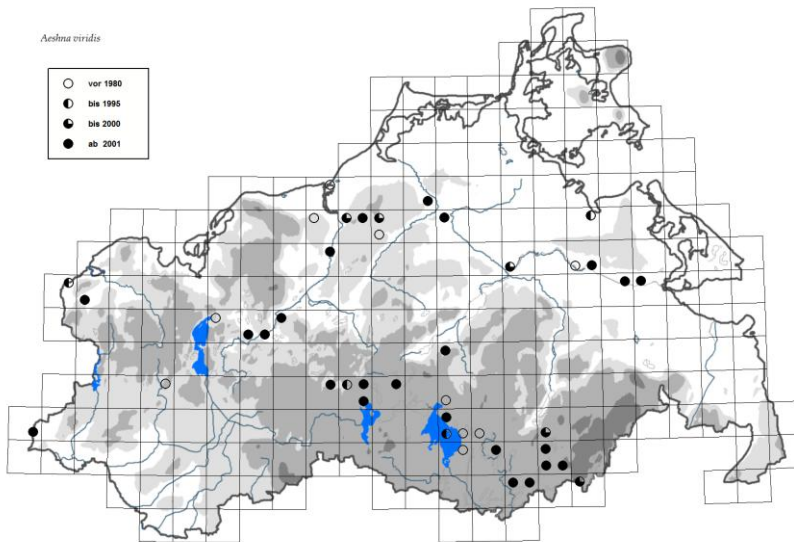 Aeshna viridis
vor 1980
bis 1995
bis 2000
ab 2001